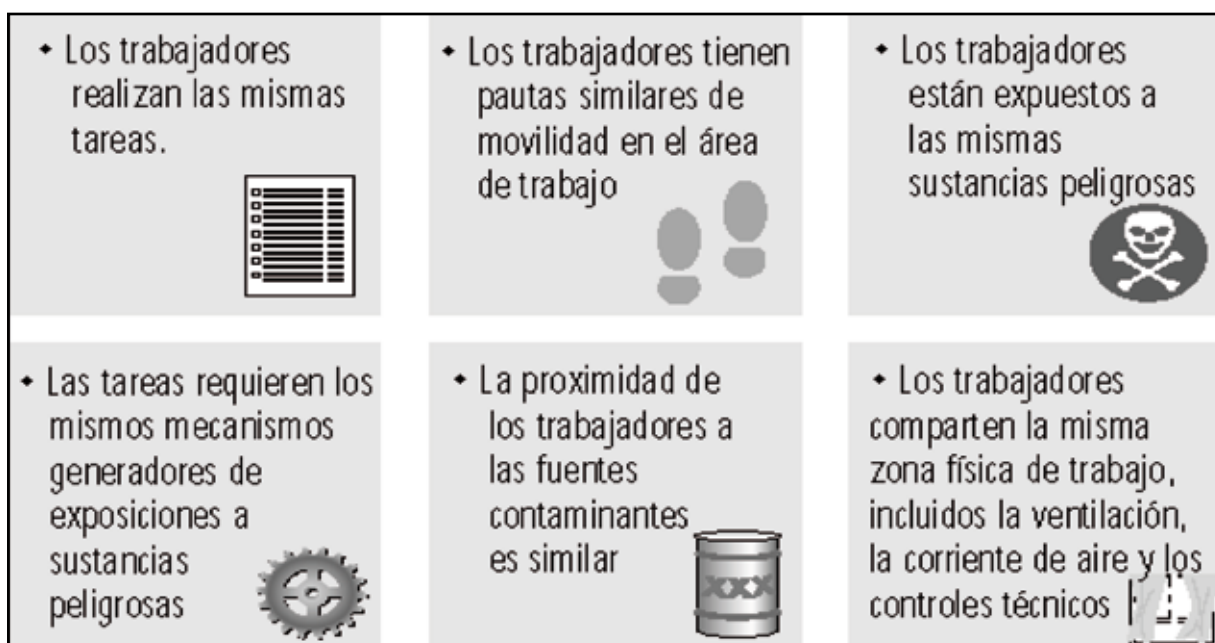 • Los trabajadores
realizan las mismas
tareas.
• Los trabajadores tienen
pautas similares de
movilidad en el área
de trabajo
• Los trabajadores
están expuestos a
las mismas
sustancias peligrosas
• Las tareas requieren los
mismos mecanismos
generadores de
exposiciones a
sustancias
peligrosas
• La proximidad de
los trabajadores a
las fuentes
contaminantes
es similar
XXX
• Los trabajadores
comparten la misma
zona física de trabajo,
incluidos la ventilación,
la corriente de aire y los
controles técnicos